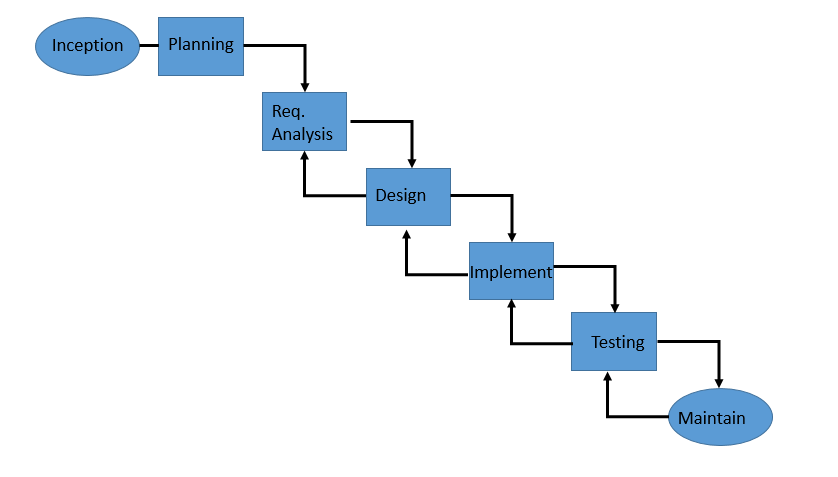 Inception
Planning
Req.
Analysis
Design
Implement
Testing
Maintain